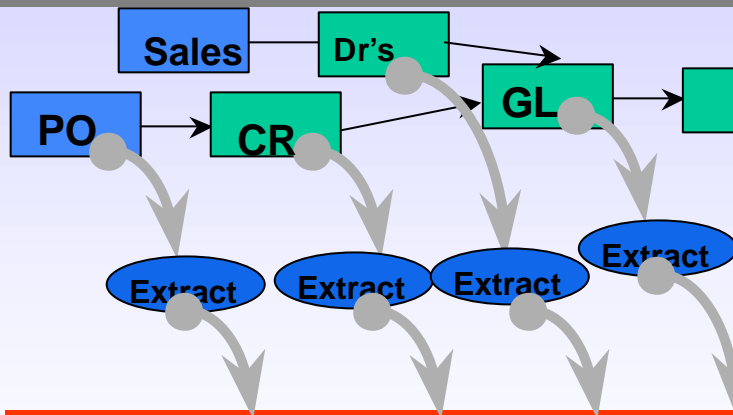 Sales
Dr's
GL
PO
CR
Extract
Extract
Extract
Extract